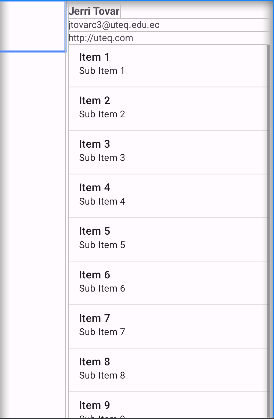 Jerri Tovar
jtovarc3@uteq.edu.ec
http://uteq.com
Item 1
Sub Item 1
Item 2
Sub Item 2
Item 3
Sub Item 3
Item 4
Sub Item 4
Item 5
Sub Item 5
Item 6
Sub Item 6
Item 7
Sub Item 7
Item 8
Sub Item 8
Item 9